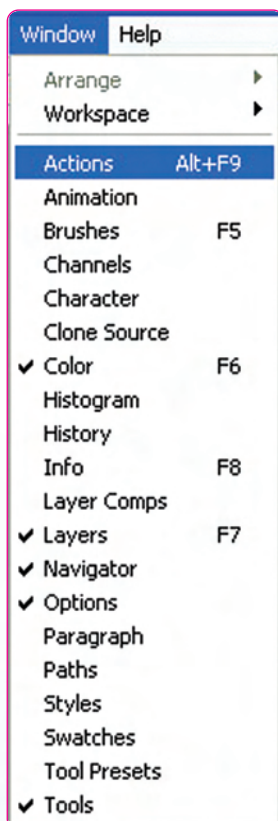 Window Help
Arrange
Workspace
Actions Alt+F9
Animation
Brushes F5
Channels
Character
Clone Source
Color F6
Histogram
History
Info F8
Layer Comps
Layers F7
Navigator
Options
Paragraph
Paths
Styles
Swatches
Tool Presets
Tools